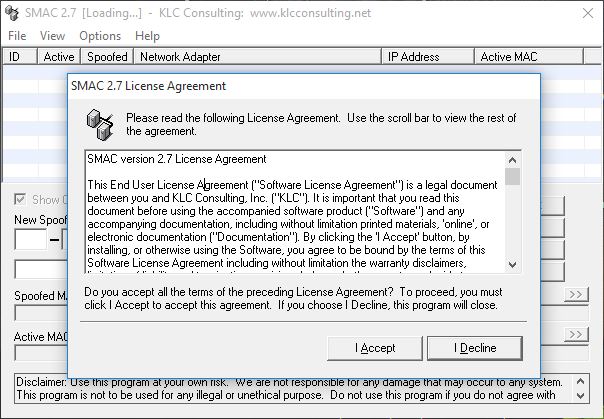 SMAC 2.7 [Loading...] - KLC Consulting: www.klcconsulting.net
File View Options Help
ID Active Spoofed Network Adapter IP Address Active MAC
SMAC 2.7 License Agreement
Please read the following License Agreement. Use the scroll bar to view the rest of
the agreement.
SMAC version 2.7 License Agreement
This End User License Agreement ("Software License Agreement") is a legal document
between you and KLC Consulting, Inc. ("KLC"). It is important that you read this
document before using the accompanied software product ("Software") and any
accompanying documentation, including without limitation printed materials, 'online', or
electronic documentation ("Documentation"). By clicking the 'I Accept' button, by
installing, or otherwise using the Software, you agree to be bound by the terms of this
Software License Agreement including without limitation the warranty disclaimers,
Show
New Spoof
Spoofed M
>>
Active MAC
>>
Do you accept all the terms of the preceding License Agreement? To proceed, you must
click I Accept to accept this agreement. If you choose I Decline, this program will close.
I Accept I Decline
Disclaimer: Use this program at your own risk. We are not responsible for any damage that may occur to any system.
This program is not to be used for any illegal or unethical purpose. Do not use this program if you do not agree with